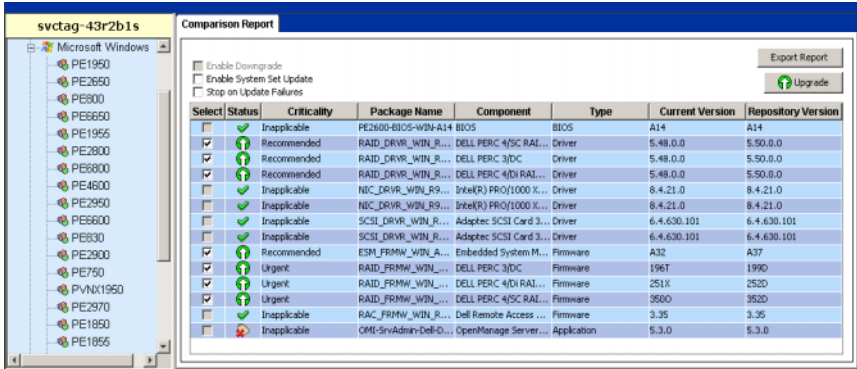 svctag-43r2b1s
Microsoft Windows
PE1950
PE2650
PE800
PE6650
PE1955
PE2800
PE6800
PE4600
PE2950
PE6600
PE830
PE2900
PE750
PVNX1950
PE2970
PE1850
PE1855
Comparison Report
Export Report
Enable Downgrade
Enable System Set Update
Upgrade
Stop on Update Failures
Select Status Criticality Package Name Component Type Current Version Repository Version
Inapplicable PE2600-BIOS-WIN-A14 BIOS BIOS A14 A14
Recommended RAID_DRVR_WIN_R... DELL PERC 4/SC RAI... Driver 5.48.0.0 5.50.0.0
Recommended RAID_DRVR_WIN_R... DELL PERC 3/DC Driver 5.48.0.0 5.50.0.0
Recommended RAID_DRVR_WIN_R... DELL PERC 4/Di RAI... Driver 5.48.0.0 5.50.0.0
Inapplicable NIC_DRVR_WIN_R9... Intel(R) PRO/1000 X... Driver 8.4.21.0 8.4.21.0
Inapplicable NIC_DRVR_WIN_R9... Intel(R) PRO/1000 X... Driver 8.4.21.0 8.4.21.0
Inapplicable SCSI_DRVR_WIN_R... Adaptec SCSI Card 3... Driver 6.4.630.101 6.4.630.101
Inapplicable SCSI_DRVR_WIN_R... Adaptec SCSI Card 3... Driver 6.4.630.101 6.4.630.101
Recommended ESM_FRMW_WIN_A... Embedded System M... Firmware A32 A37
Urgent RAID_FRMW_WIN_... DELL PERC 3/DC Firmware 196T 199D
Urgent RAID_FRMW_WIN_... DELL PERC 4/Di RAI... Firmware 251X 252D
Urgent RAID_FRMW_WIN_... DELL PERC 4/SC RAI... Firmware 350O 352D
Inapplicable RAC_FRMW_WIN_R... Dell Remote Access ... Firmware 3.35 3.35
Inapplicable OMI-SrvAdmin-Dell-D... OpenManage Server... Application 5.3.0 5.3.0